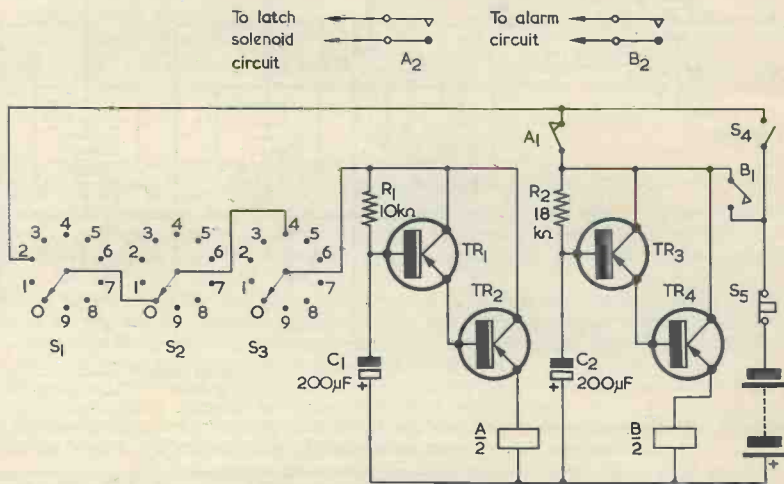 To latch
solenoid
circuit
A2
To alarm
circuit
B2
A1
S4
B1
R1
10kΩ
TR1
R2
18
kΩ
TR3
3 4 5
2 6
1 7
0 9 8
S1
3 4 5
2 6
1 7
0 9 8
S2
3 4 5
2 6
1 7
0 9 8
S3
TR2
TR4
S5
C1
200μF
+
C2
200μF
+
A
2
B
2
+